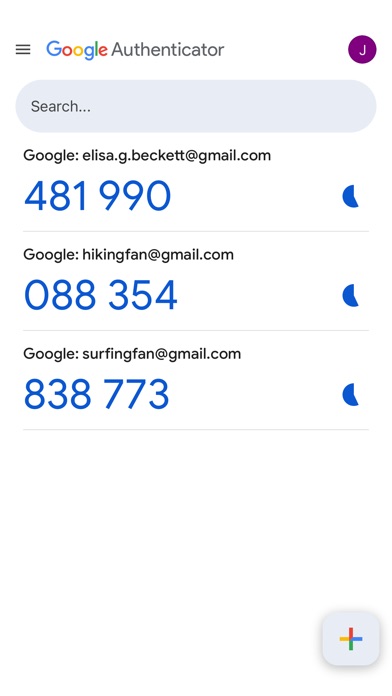 Google Authenticator
J
Search...
Google: elisa.g.beckett@gmail.com
481 990
Google: hikingfan@gmail.com
088 354
Google: surfingfan@gmail.com
838 773